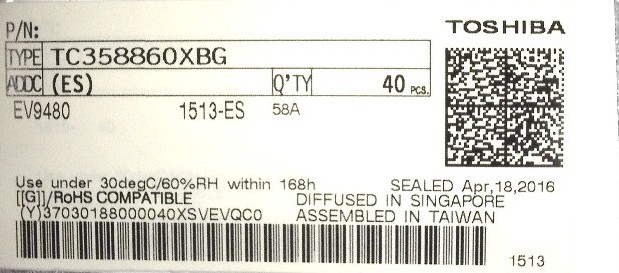 P/N:
TOSHIBA
TYPE TC358860XBG
ADDC (ES) Q'TY 40 PCS.
EV9480 1513-ES 58A
Use under 30degC/60%RH within 168h SEALED Apr,18,2016
[[G]]/RoHS COMPATIBLE DIFFUSED IN SINGAPORE
(Y)37030188000040XSVEVQC0 ASSEMBLED IN TAIWAN
1513